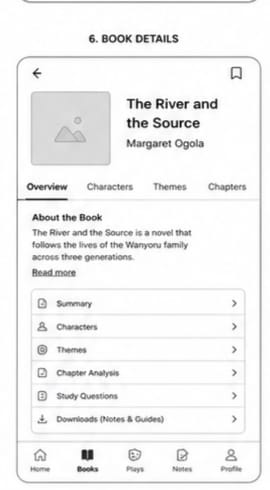 6. BOOK DETAILS
The River and
the Source
Margaret Ogola
Overview Characters Themes Chapters
About the Book
The River and the Source is a novel that
follows the lives of the Wanyoru family
across three generations.
Read more
Summary
Characters
Themes
Chapter Analysis
Study Questions
Downloads (Notes & Guides)
Home Books Plays Notes Profile